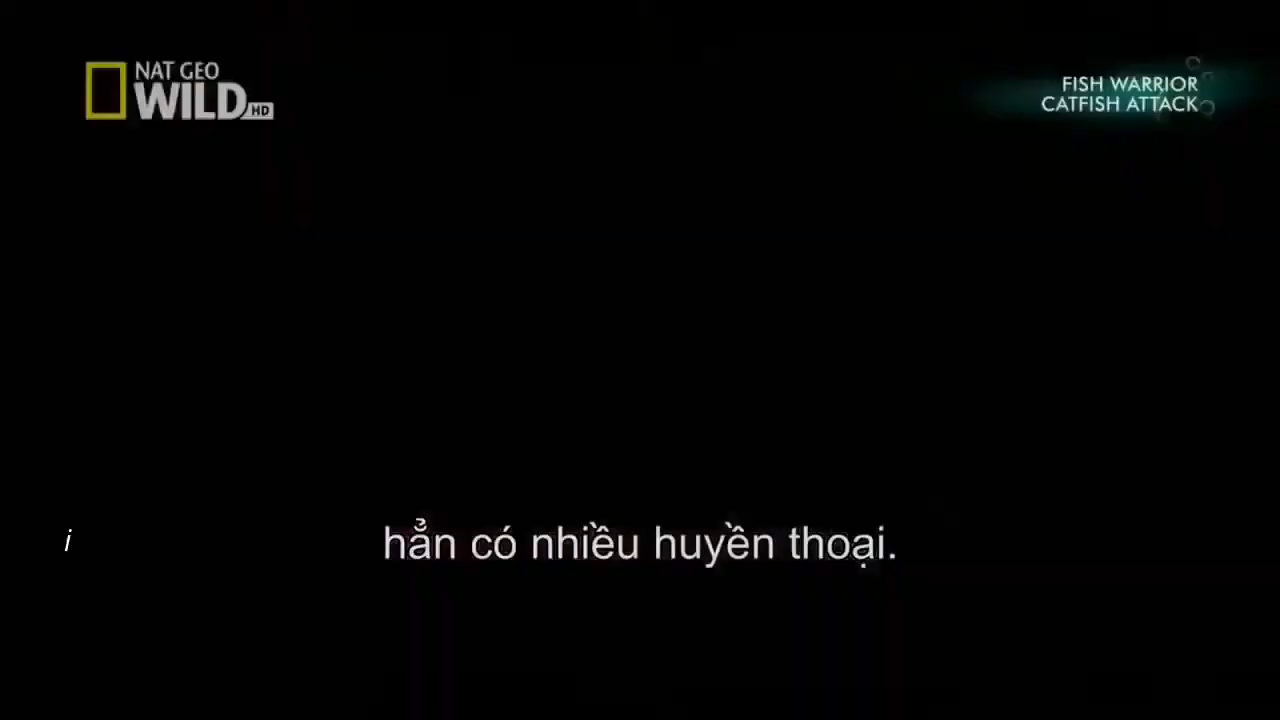 NAT GEO
WILD HD
FISH WARRIOR
CATFISH ATTACK
i
hẳn có nhiều huyền thoại.